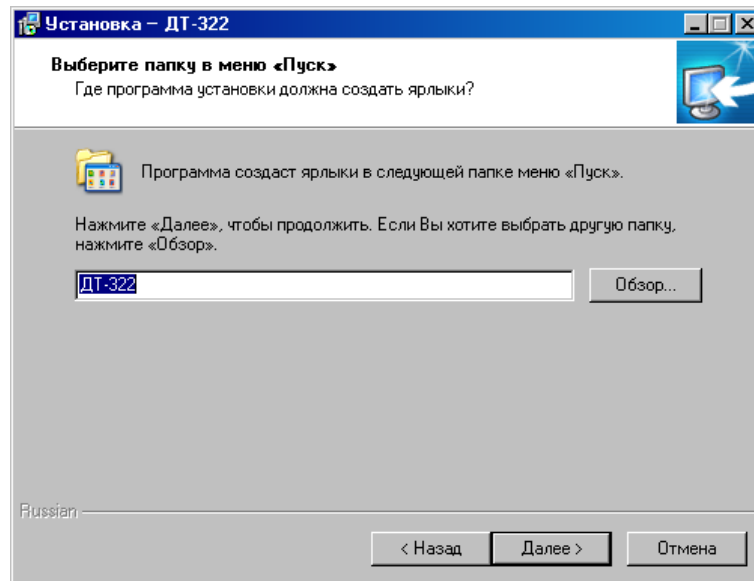 Установка – ДТ-322
Выберите папку в меню «Пуск»
Где программа установки должна создать ярлыки?
Программа создаст ярлыки в следующей папке меню «Пуск».
Нажмите «Далее», чтобы продолжить. Если Вы хотите выбрать другую папку,
нажмите «Обзор».
ДТ-322
Обзор...
Russian
< Назад
Далее >
Отмена